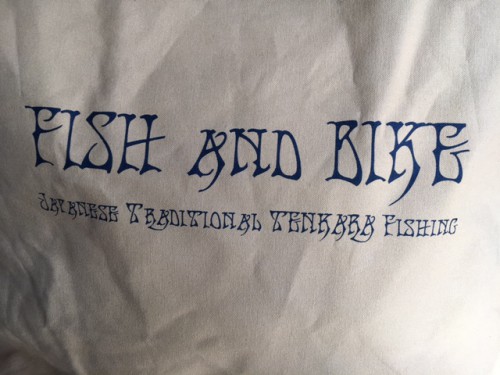 FISH AND BIKE
JAPANESE TRADITIONAL TENKARA FISHING